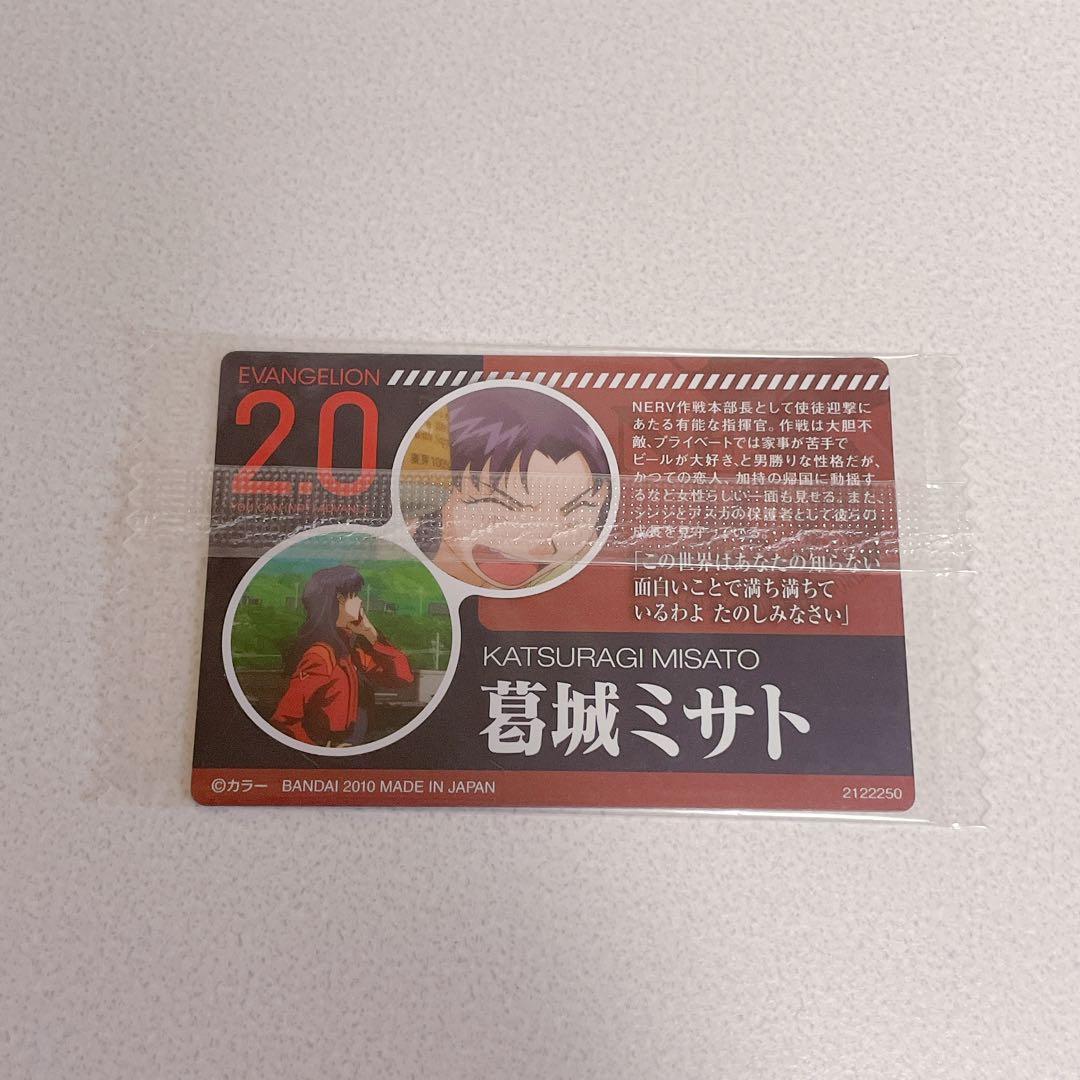 EVANGELION
2.0
YOU CAN (NOT) ADVANCE.
NERV作戦本部長として使徒迎撃に
あたる有能な指揮官。作戦は大胆不
敵、プライベートでは家事が苦手で
ビールが大好き、と男勝りな性格だが、
かつての恋人、加持の帰国に動揺す
るなど女性らしい一面も見せる。また、
シンジとアスカの保護者として彼らの
成長を見守っている。
「この世界はあなたの知らない
面白いことで満ち満ちて
いるわよ たのしみなさい」
KATSURAGI MISATO
葛城ミサト
©カラー BANDAI 2010 MADE IN JAPAN
2122250